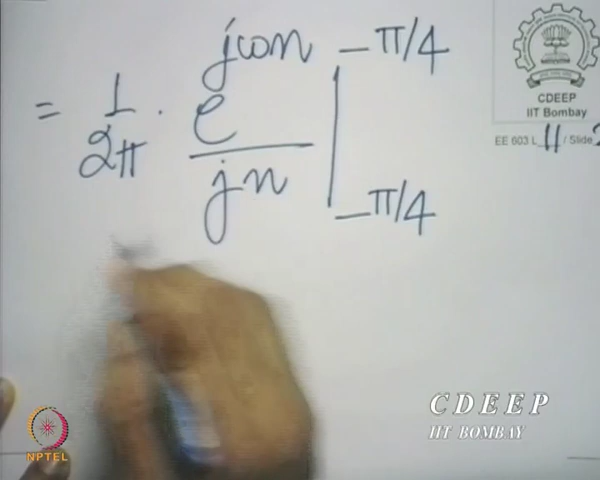 = 1/2π · e^jωn / jn | −π/4
−π/4
CDEEP
IIT Bombay
EE 603 L 11 / Slide 2
CDEEP
IIT BOMBAY
NPTEL